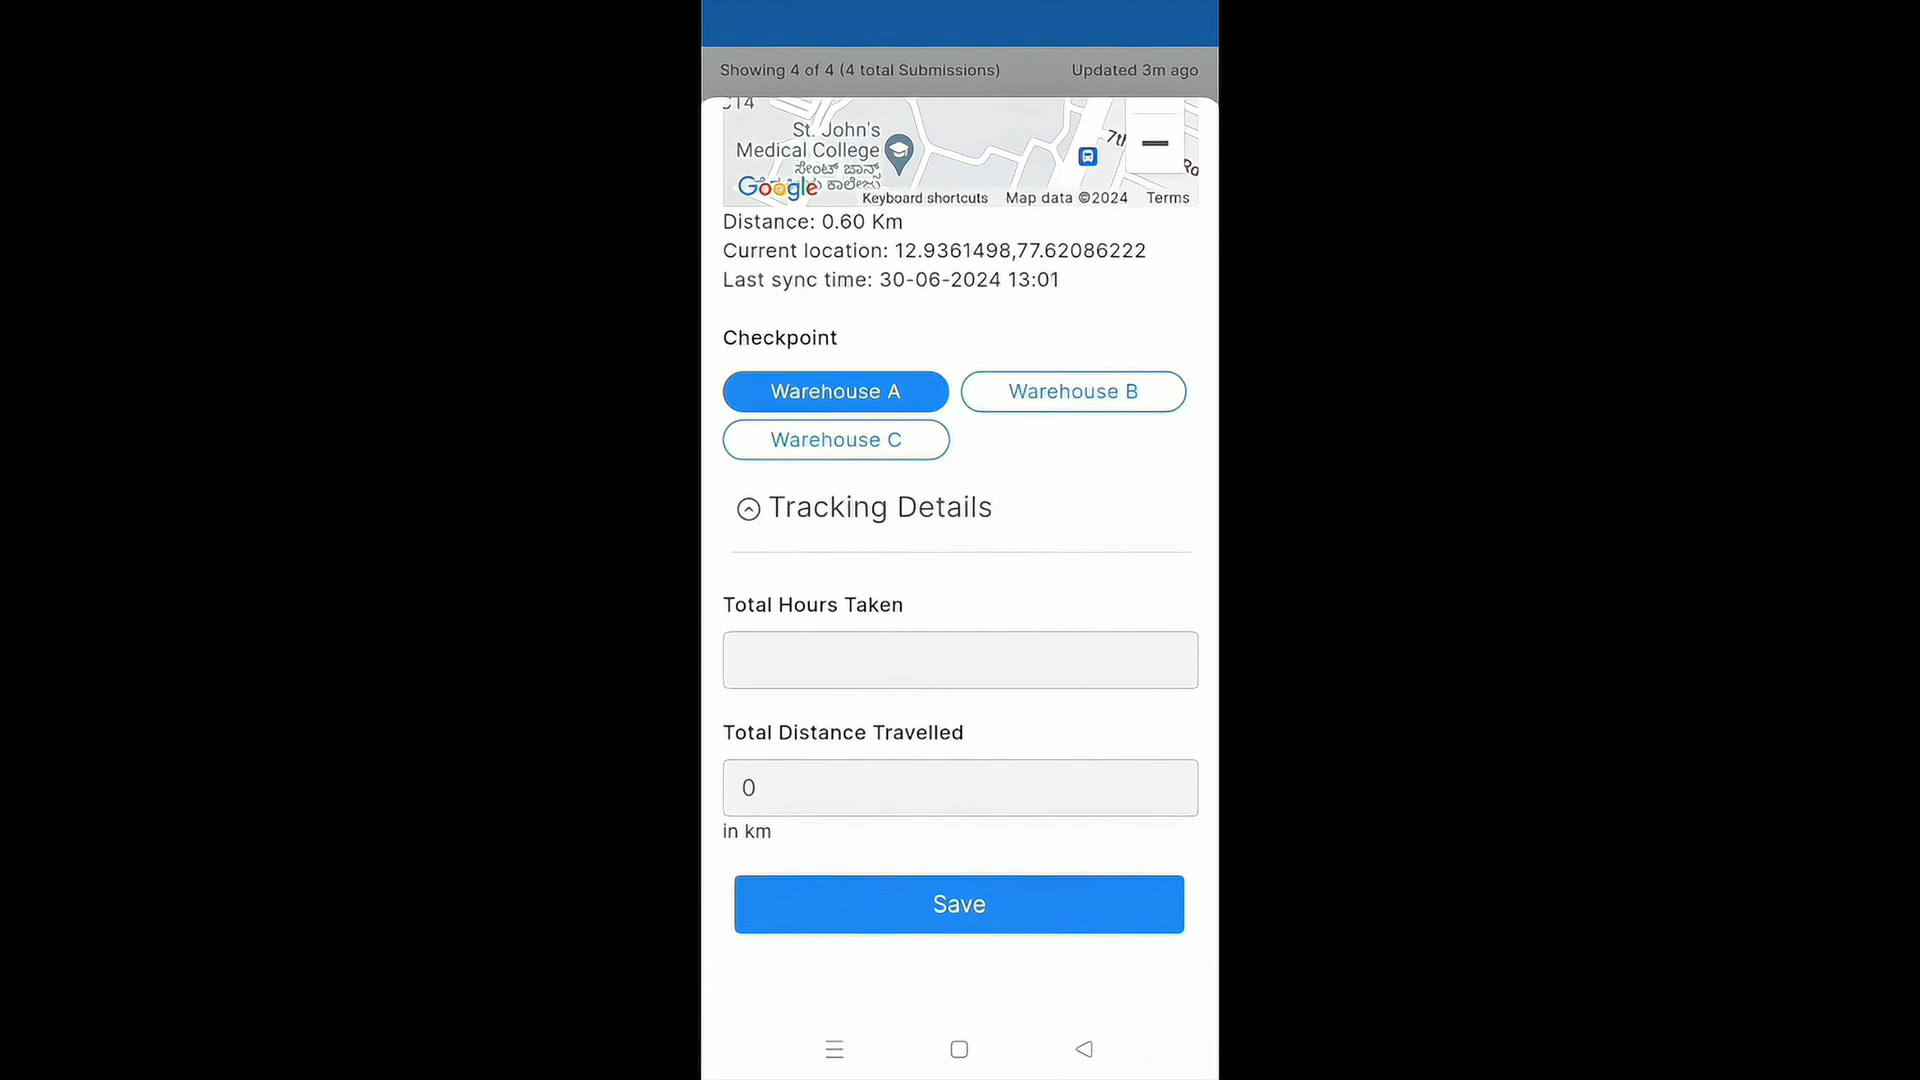 Showing 4 of 4 (4 total Submissions) Updated 3m ago
St. John's
Medical College
7th
ಸೇಂಟ್ ಜಾನ್ಸ್
Google ಕಾಲೇಜು
Keyboard shortcuts Map data ©2024 Terms
Distance: 0.60 Km
Current location: 12.9361498,77.62086222
Last sync time: 30-06-2024 13:01
Checkpoint
Warehouse A Warehouse B
Warehouse C
Tracking Details
Total Hours Taken
Total Distance Travelled
0
in km
Save